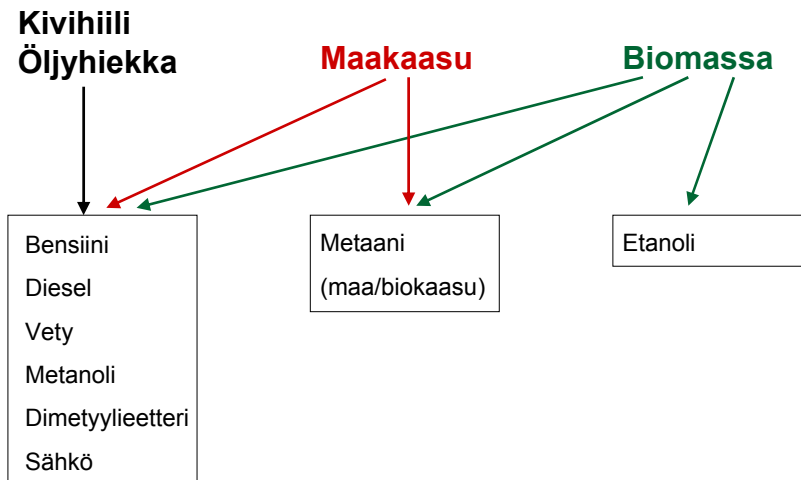 Kivihiili
Öljyhiekka
Maakaasu
Biomassa
Bensiini
Diesel
Vety
Metanoli
Dimetyylieetteri
Sähkö
Metaani
(maa/biokaasu)
Etanoli